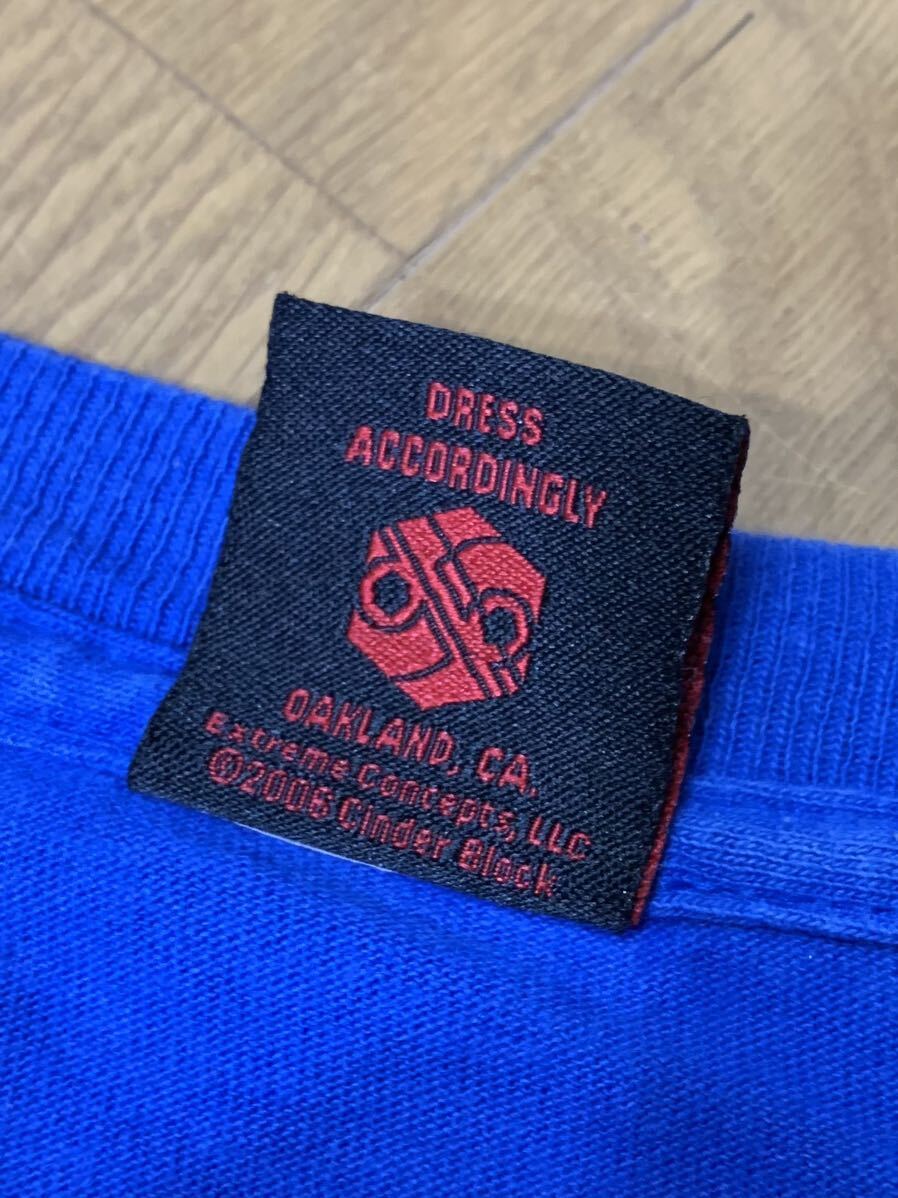 DRESS
ACCORDINGLY
OAKLAND, CA.
Extreme Concepts, LLC
©2006 Cinder Block